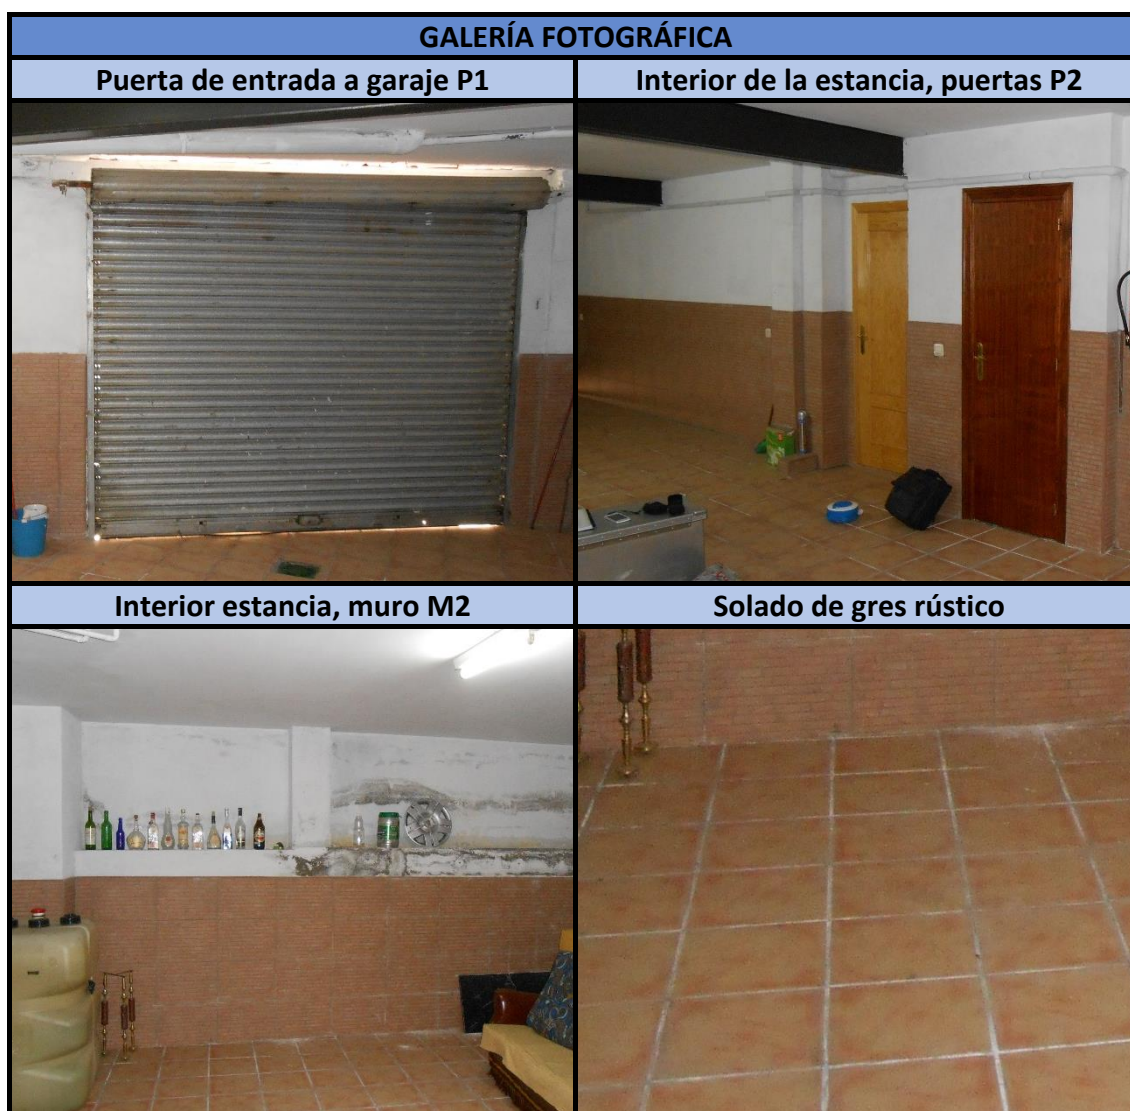 GALERÍA FOTOGRÁFICA
Puerta de entrada a garaje P1
Interior de la estancia, puertas P2
Interior estancia, muro M2
Solado de gres rústico